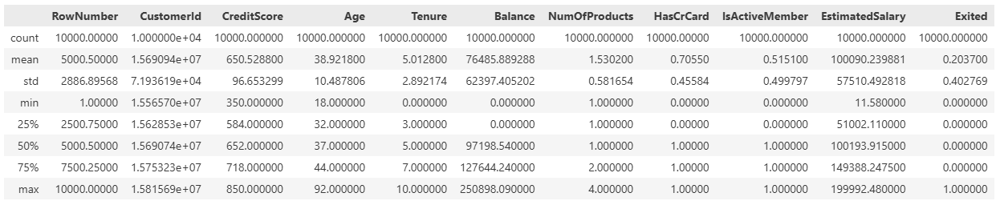 RowNumber CustomerId CreditScore Age Tenure Balance NumOfProducts HasCrCard IsActiveMember EstimatedSalary Exited
count 10000.00000 1.000000e+04 10000.000000 10000.000000 10000.000000 10000.000000 10000.000000 10000.00000 10000.000000 10000.000000 10000.000000
mean 5000.50000 1.569094e+07 650.528800 38.921800 5.012800 76485.889288 1.530200 0.70550 0.515100 100090.239881 0.203700
std 2886.89568 7.193619e+04 96.653299 10.487806 2.892174 62397.405202 0.581654 0.45584 0.499797 57510.492818 0.402769
min 1.00000 1.556570e+07 350.000000 18.000000 0.000000 0.000000 1.000000 0.00000 0.000000 11.580000 0.000000
25% 2500.75000 1.562853e+07 584.000000 32.000000 3.000000 0.000000 1.000000 0.00000 0.000000 51002.110000 0.000000
50% 5000.50000 1.569074e+07 652.000000 37.000000 5.000000 97198.540000 1.000000 1.00000 1.000000 100193.915000 0.000000
75% 7500.25000 1.575323e+07 718.000000 44.000000 7.000000 127644.240000 2.000000 1.00000 1.000000 149388.247500 0.000000
max 10000.00000 1.581569e+07 850.000000 92.000000 10.000000 250898.090000 4.000000 1.00000 1.000000 199992.480000 1.000000